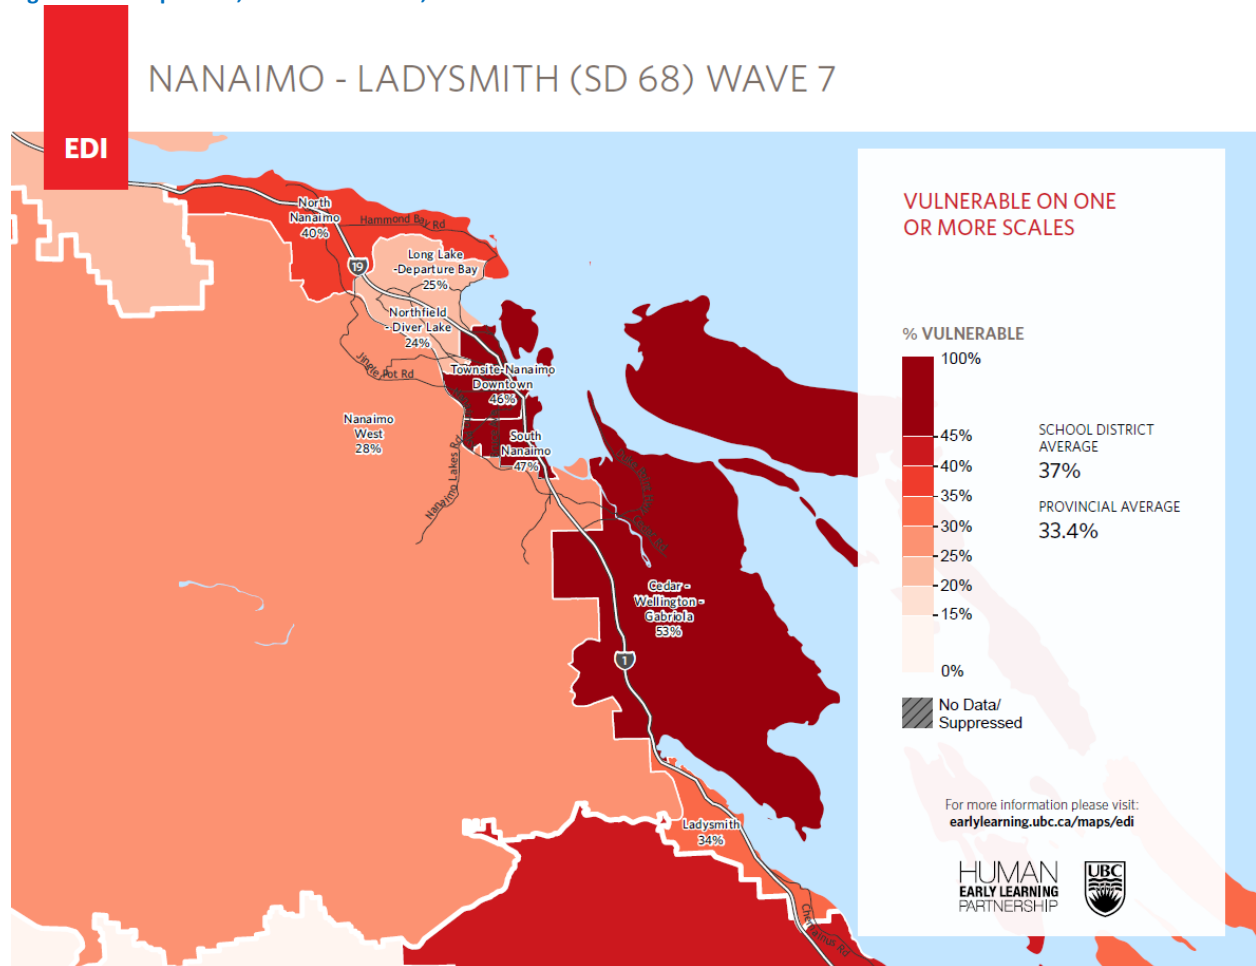 EDI
NANAIMO - LADYSMITH (SD 68) WAVE 7
North
Nanaimo
40%
Hammond Bay Rd
19
Long Lake
-Departure Bay
25%
Northfield
- Diver Lake
24%
Jingle Pot Rd
Townsite-Nanaimo
Downtown
46%
Nanaimo
West
28%
South
Nanaimo
47%
Nanaimo Lakes Rd
Cedar Rd
Cedar -
Wellington -
Gabriola
53%
1
Ladysmith
34%
Chemainus Rd
VULNERABLE ON ONE
OR MORE SCALES
% VULNERABLE
100%
45%
40%
35%
30%
25%
20%
15%
0%
No Data/
Suppressed
SCHOOL DISTRICT
AVERAGE
37%
PROVINCIAL AVERAGE
33.4%
For more information please visit:
earlylearning.ubc.ca/maps/edi
HUMAN
EARLY LEARNING
PARTNERSHIP
UBC